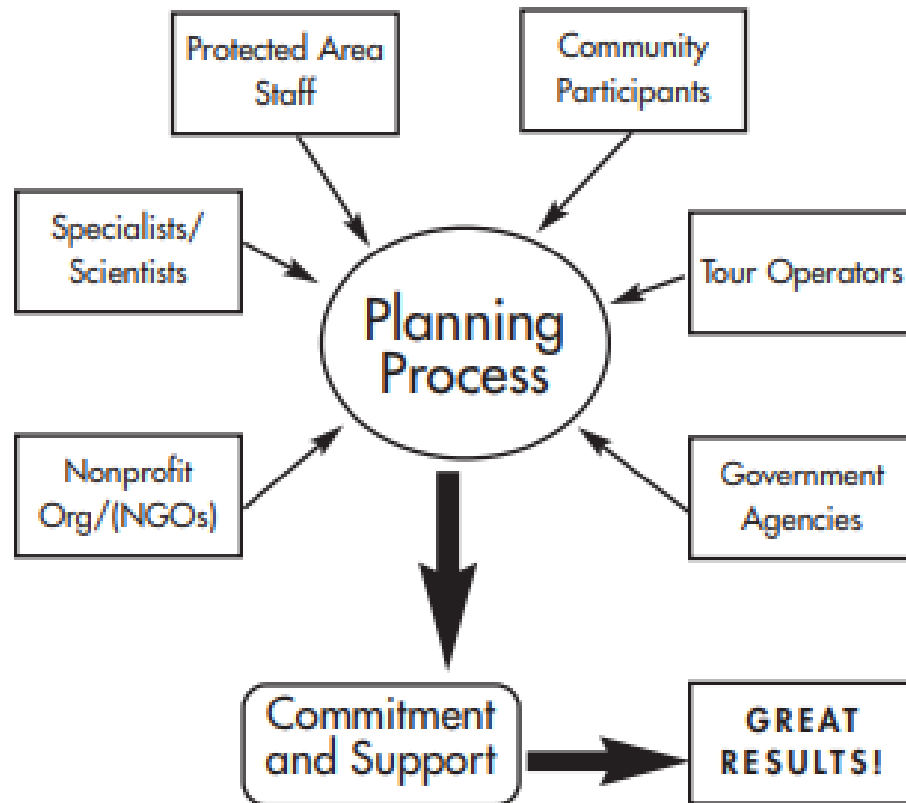 Protected Area
Staff
Community
Participants
Specialists/
Scientists
Tour Operators
Planning
Process
Nonprofit
Org/(NGOs)
Government
Agencies
Commitment
and Support
GREAT
RESULTS!